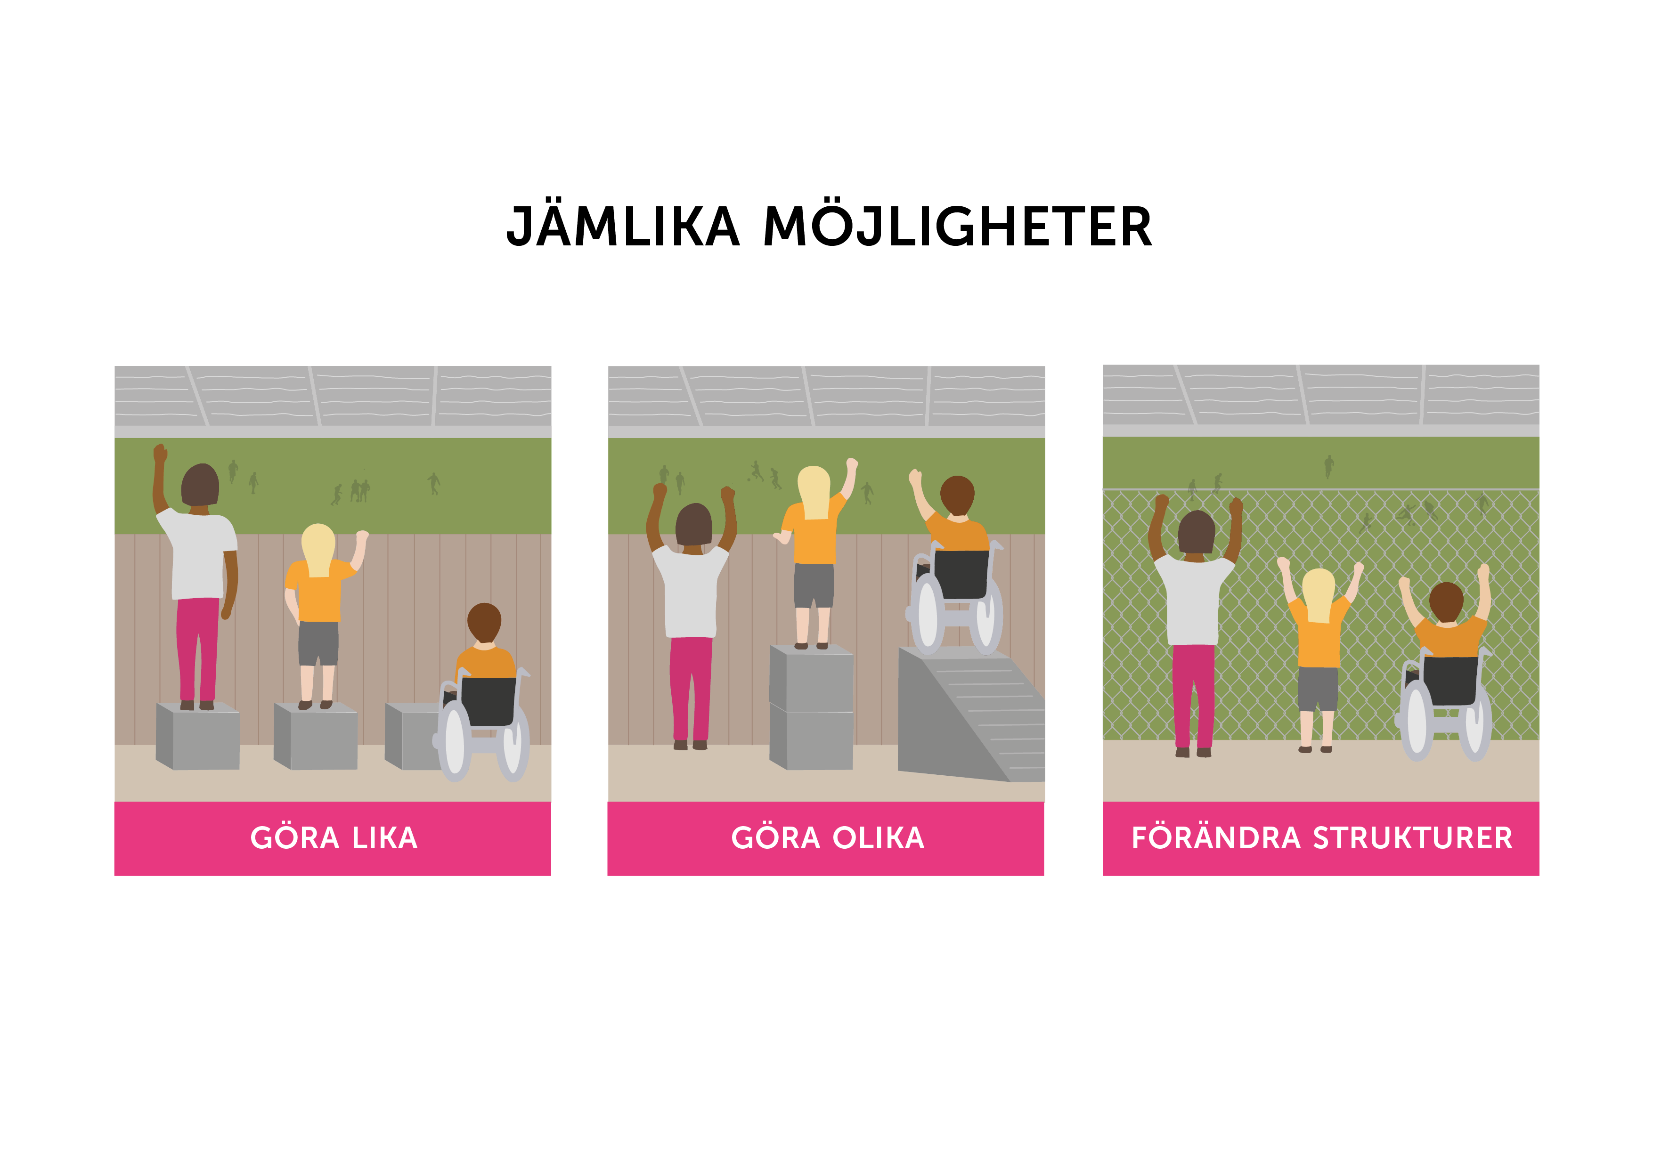 JÄMLIKA MÖJLIGHETER
GÖRA LIKA
GÖRA OLIKA
FÖRÄNDRA STRUKTURER